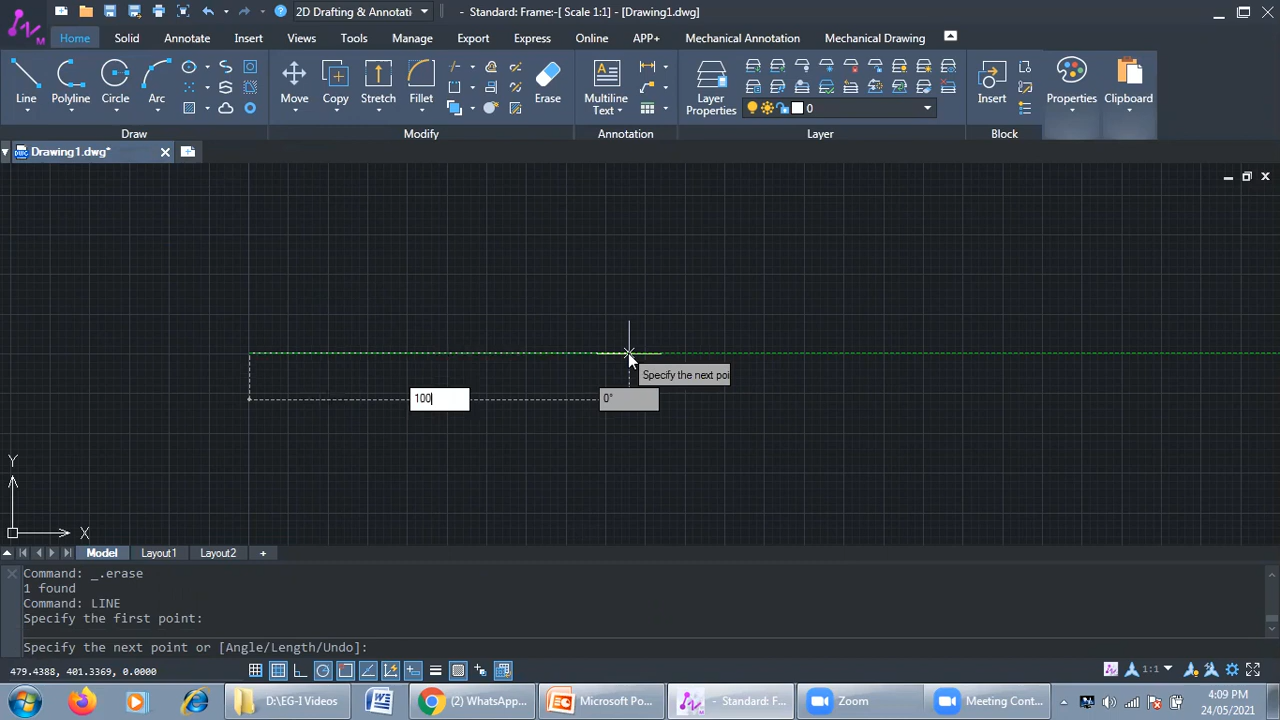 2D Drafting & Annotati
- Standard: Frame:-[ Scale 1:1] - [Drawing1.dwg]
M
Home Solid Annotate Insert Views Tools Manage Export Express Online APP+ Mechanical Annotation Mechanical Drawing
Line Polyline Circle Arc Move Copy Stretch Fillet Erase Multiline Text Layer Properties 0 Insert Properties Clipboard
Draw Modify Annotation Layer Block
Drawing1.dwg*
Specify the next poi
100 0°
Y
X
Model Layout1 Layout2 +
Command: _.erase
1 found
Command: LINE
Specify the first point:
Specify the next point or [Angle/Length/Undo]:
479.4388, 401.3369, 0.0000 1:1
D:\EG-I Videos (2) WhatsApp... Microsoft Po... - Standard: F... Zoom Meeting Cont...
4:09 PM
24/05/2021